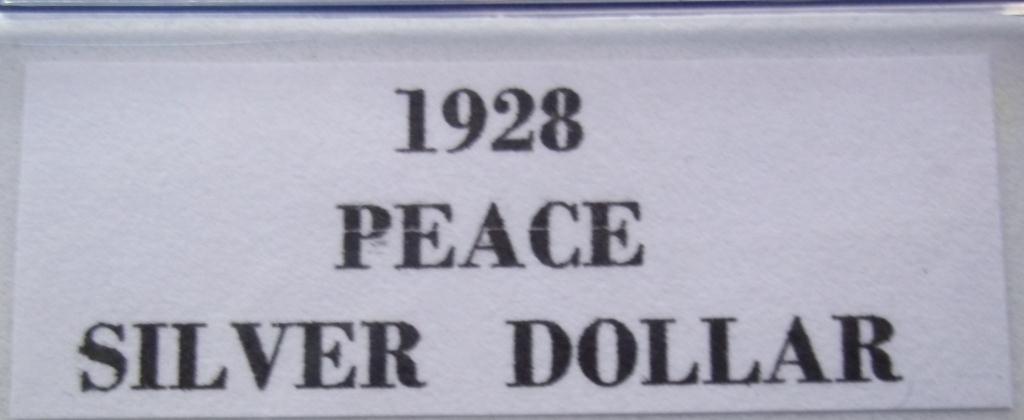 1928
PEACE
SILVER DOLLAR